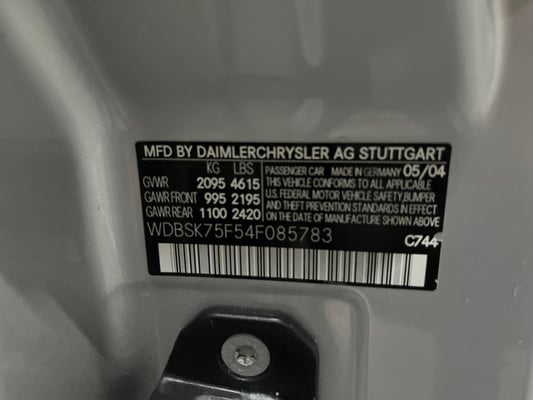 MFD BY DAIMLERCHRYSLER AG STUTTGART
KG LBS
GVWR 2095 4615
GAWR FRONT 995 2195
GAWR REAR 1100 2420
PASSENGER CAR MADE IN GERMANY 05/04
THIS VEHICLE CONFORMS TO ALL APPLICABLE
U.S. FEDERAL MOTOR VEHICLE SAFETY, BUMPER
AND THEFT PREVENTION STANDARDS IN EFFECT
ON THE DATE OF MANUFACTURE SHOWN ABOVE
WDBSK75F54F085783
C744